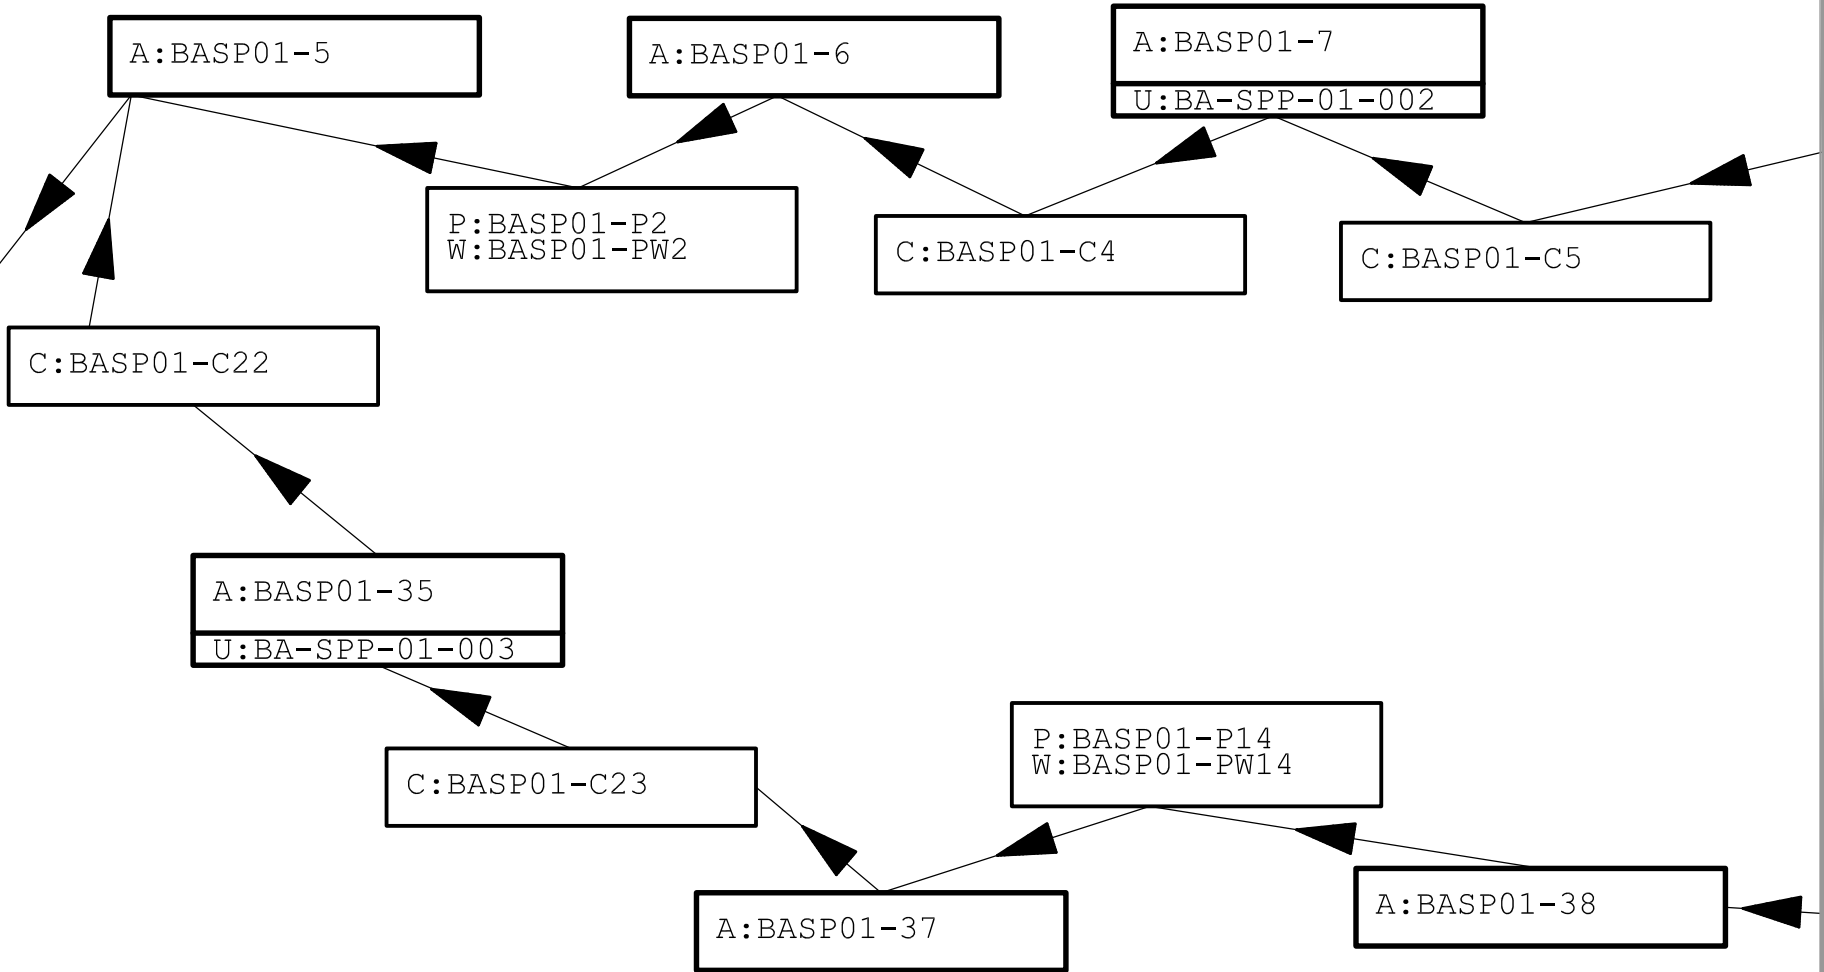 A:BASP01-5
A:BASP01-6
A:BASP01-7
U:BA-SPP-01-002
P:BASP01-P2
W:BASP01-PW2
C:BASP01-C4
C:BASP01-C5
C:BASP01-C22
A:BASP01-35
U:BA-SPP-01-003
P:BASP01-P14
W:BASP01-PW14
C:BASP01-C23
A:BASP01-38
A:BASP01-37